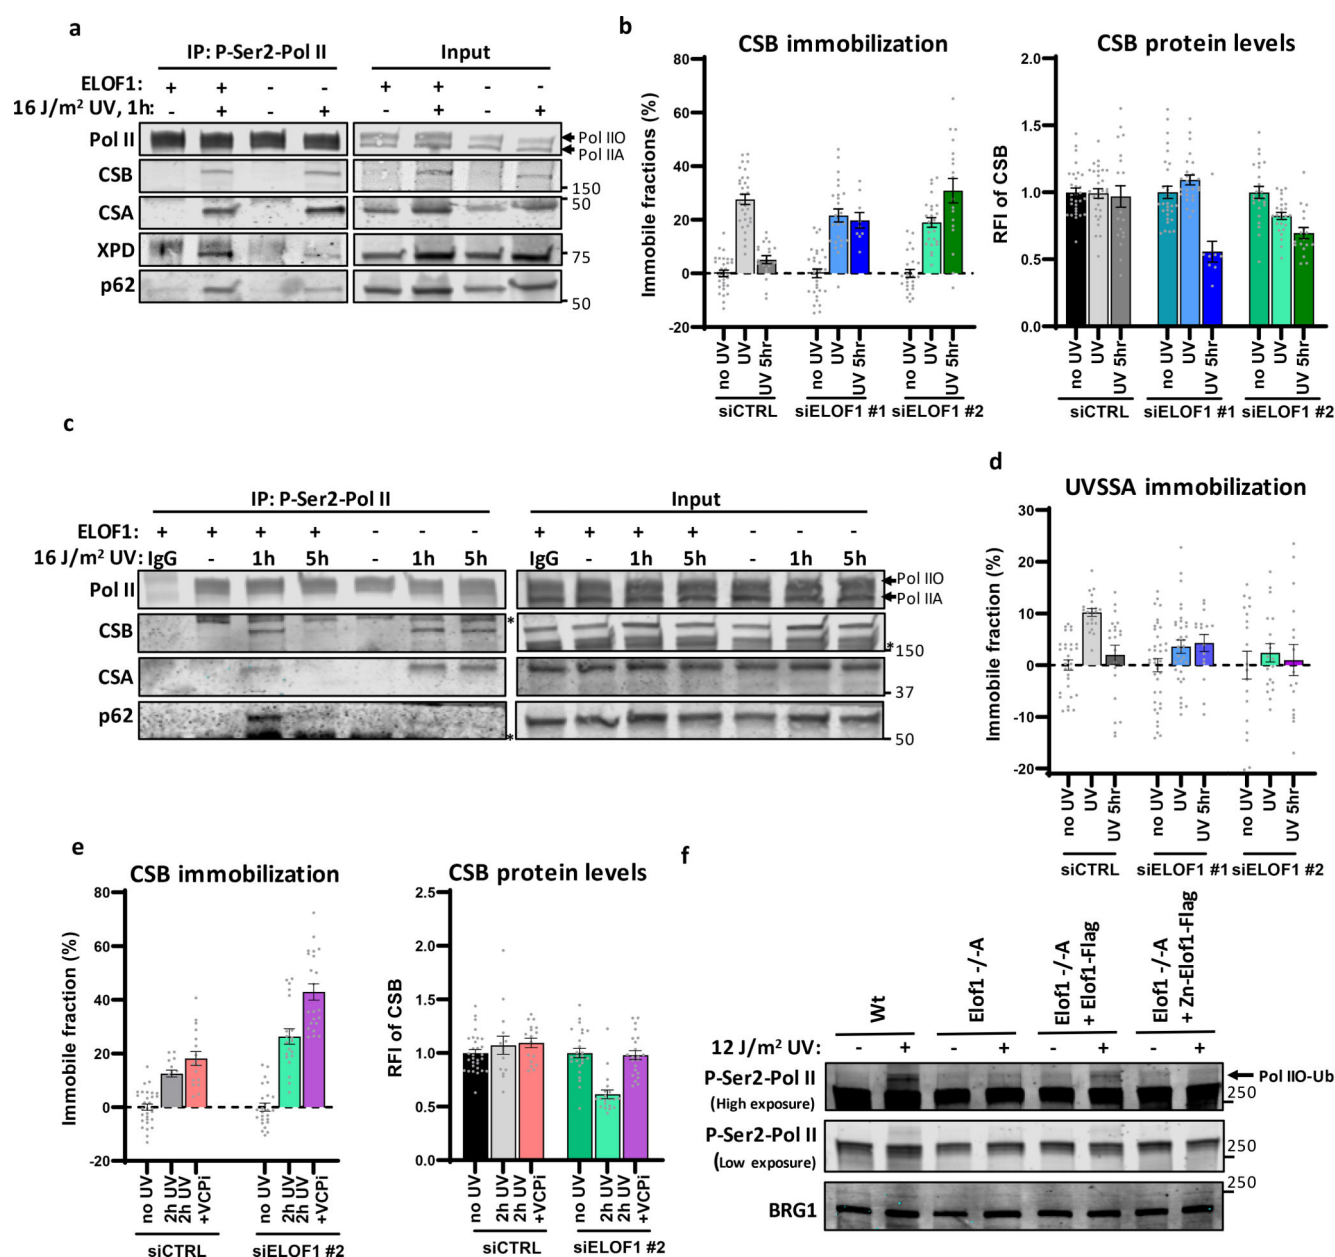 a
IP: P-Ser2-Pol II
Input
ELOF1: + + - - + + - -
16 J/m² UV, 1h: - + - + - + - +
Pol II
Pol IIO
Pol IIA
CSB
150
50
CSA
XPD
75
p62
50
b
CSB immobilization
Immobile fractions (%)
80
60
40
20
0
-20
no UV
UV
UV 5hr
no UV
UV
UV 5hr
no UV
UV
UV 5hr
siCTRL
siELOF1 #1
siELOF1 #2
CSB protein levels
RFI of CSB
2.0
1.5
1.0
0.5
0.0
no UV
UV
UV 5hr
no UV
UV
UV 5hr
no UV
UV
UV 5hr
siCTRL
siELOF1 #1
siELOF1 #2
c
IP: P-Ser2-Pol II
Input
ELOF1: + + + + - - - + + + + - - -
16 J/m² UV: IgG - 1h 5h - 1h 5h IgG - 1h 5h - 1h 5h
Pol II
Pol IIO
Pol IIA
CSB
*
*
150
CSA
37
p62
*
50
d
UVSSA immobilization
Immobile fraction (%)
30
20
10
0
-10
-20
no UV
UV
UV 5hr
no UV
UV
UV 5hr
no UV
UV
UV 5hr
siCTRL
siELOF1 #1
siELOF1 #2
e
CSB immobilization
Immobile fraction (%)
80
60
40
20
0
-20
no UV
2h UV
2h UV
+VCPi
no UV
2h UV
2h UV
+VCPi
siCTRL
siELOF1 #2
CSB protein levels
RFI of CSB
2.5
2.0
1.5
1.0
0.5
0.0
no UV
2h UV
2h UV
+VCPi
no UV
2h UV
2h UV
+VCPi
siCTRL
siELOF1 #2
f
Wt
Elof1 -/-A
Elof1 -/-A
+ Elof1-Flag
Elof1 -/-A
+ Zn-Elof1-Flag
12 J/m² UV: - + - + - + - +
P-Ser2-Pol II
(High exposure)
Pol IIO-Ub
250
P-Ser2-Pol II
(Low exposure)
250
250
BRG1